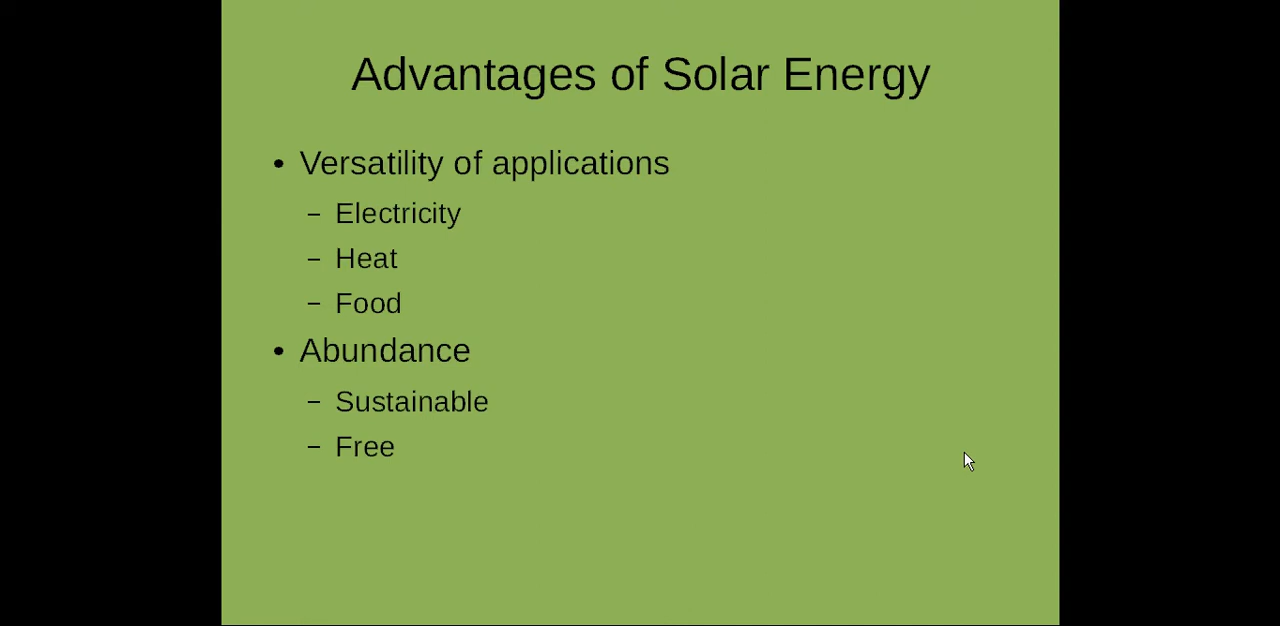 Advantages of Solar Energy
• Versatility of applications
– Electricity
– Heat
– Food
• Abundance
– Sustainable
– Free